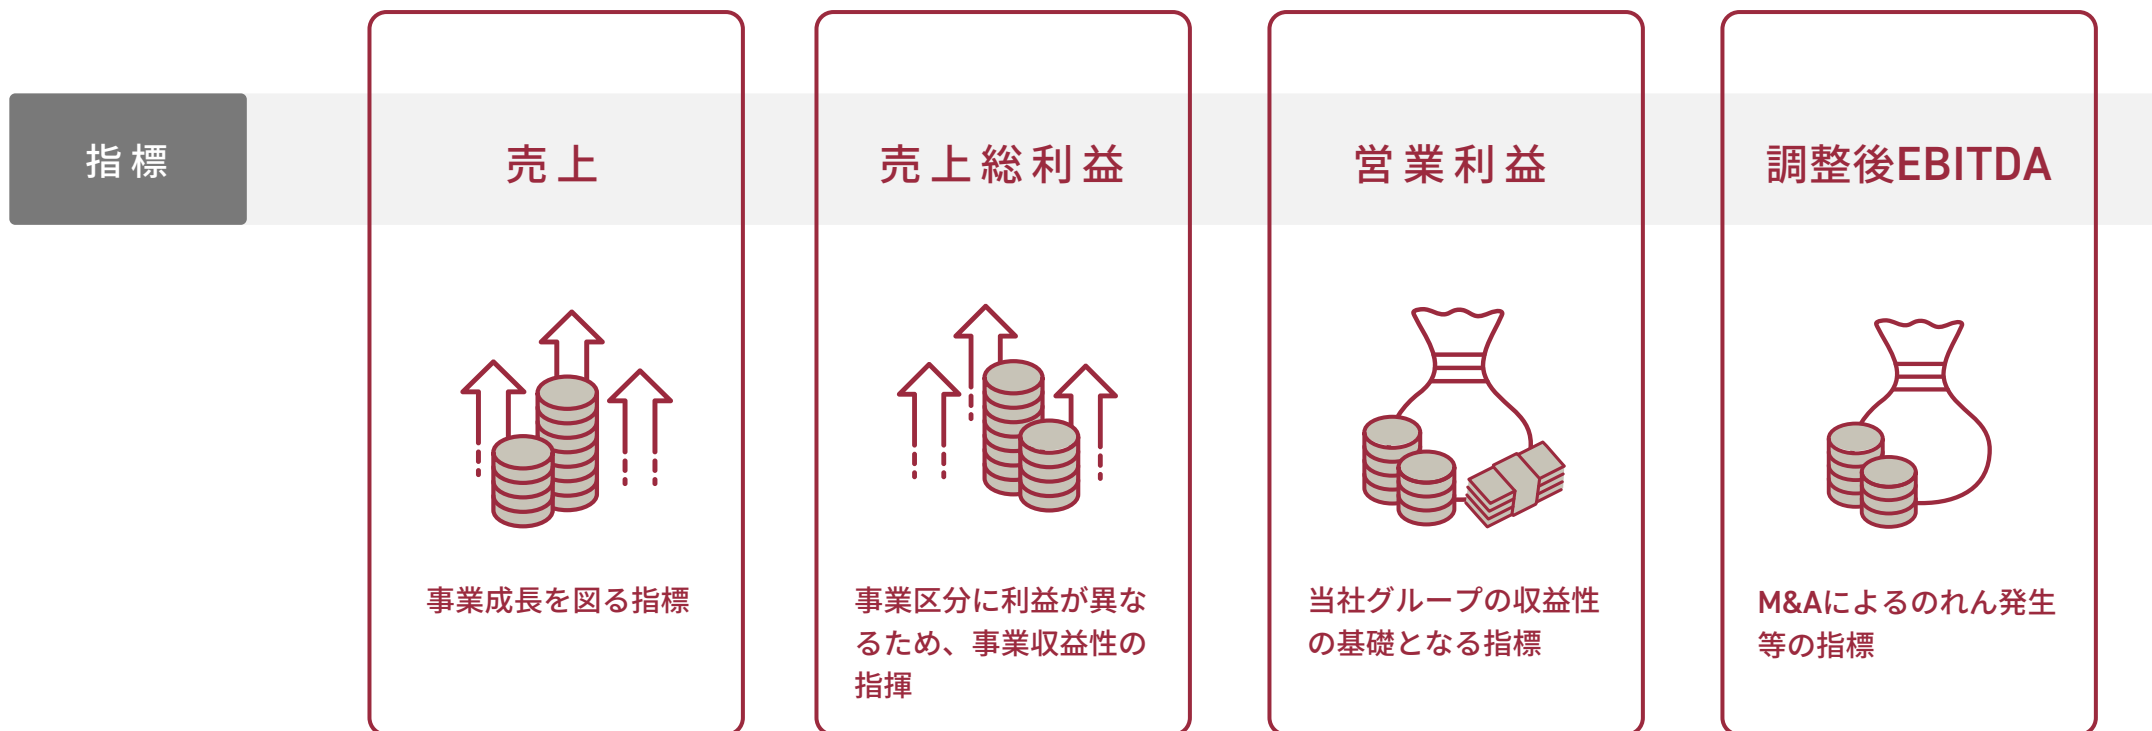 指標
売上
売上総利益
営業利益
調整後EBITDA
事業成長を図る指標
事業区分に利益が異な
るため、事業収益性の
指揮
当社グループの収益性
の基礎となる指標
M&Aによるのれん発生
等の指標